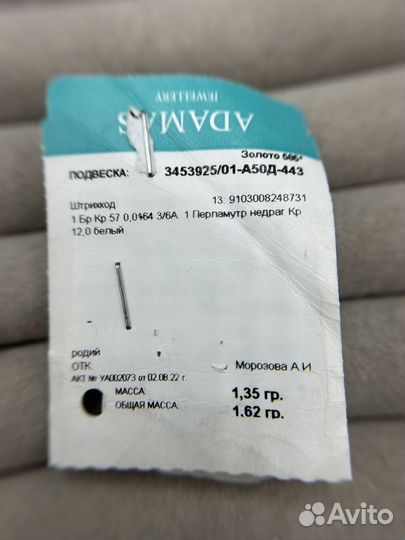 ADAMAS
JEWELLERY
Золото 585*
ПОДВЕСКА: 3453925/01-А50Д-443
Штрихкод 13: 9103008248731
1 Бр Кр 57 0,0164 3/6А 1 Перламутр недраг Кр
12,0 белый
родий
ОТК: Морозова А.И
АКТ № УА002073 от 02.08.22 г.
МАССА: 1,35 гр.
ОБЩАЯ МАССА: 1.62 гр.
Avito